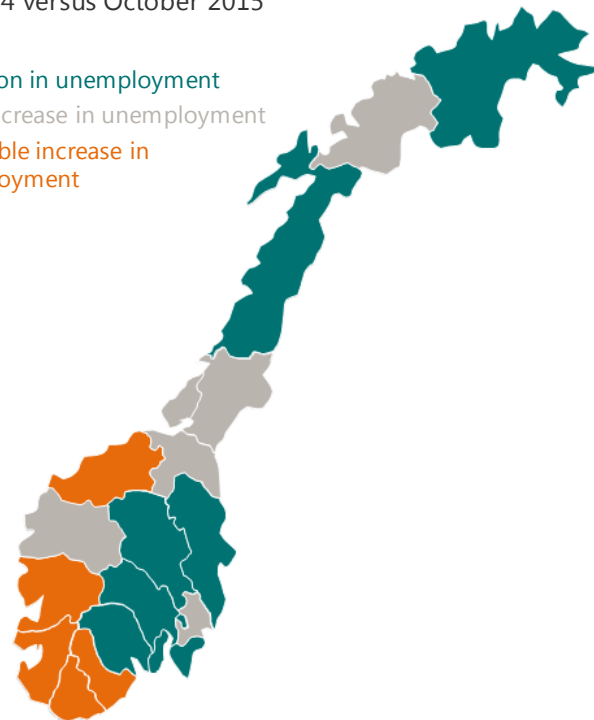 4 versus October 2015
on in unemployment
crease in unemployment
ble increase in
oyment